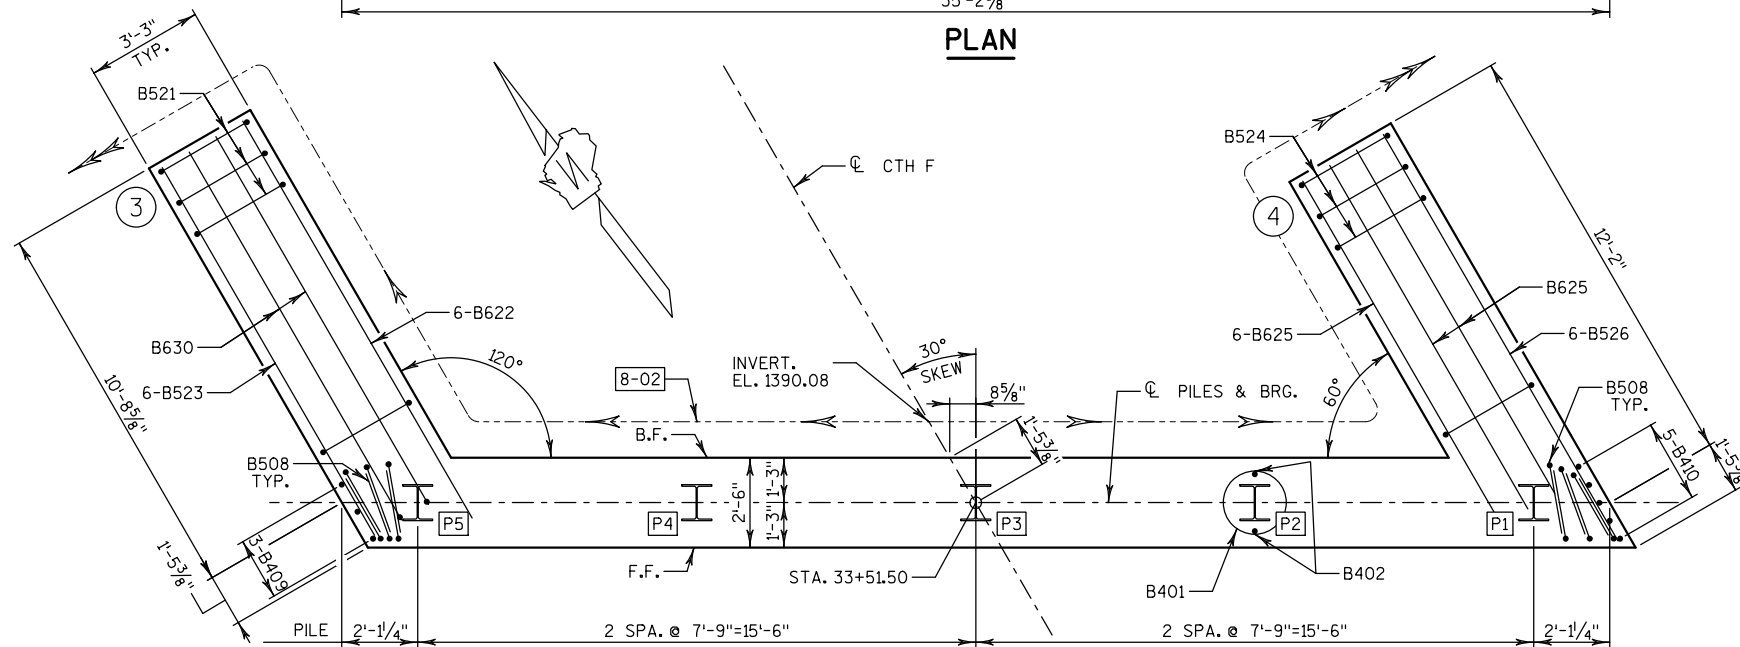 35'-2⅞"
PLAN
3'-3"
TYP.
B521
3
10'-8⅝"
B630
6-B523
6-B622
120°
B508
TYP.
3-B409
1'-5⅜"
N
℄ CTH F
INVERT.
EL. 1390.08
30°
SKEW
8-02
8⅝"
1'-5⅜"
℄ PILES & BRG.
B.F.
2'-6"
1'-3"
1'-3"
F.F.
STA. 33+51.50
P5
P4
P3
P2
P1
B401
B402
B524
4
12'-2"
6-B625
B625
6-B526
60°
B508
TYP.
5-B410
1'-5⅜"
PILE
2'-1¼"
2 SPA. @ 7'-9"=15'-6"
2 SPA. @ 7'-9"=15'-6"
2'-1¼"